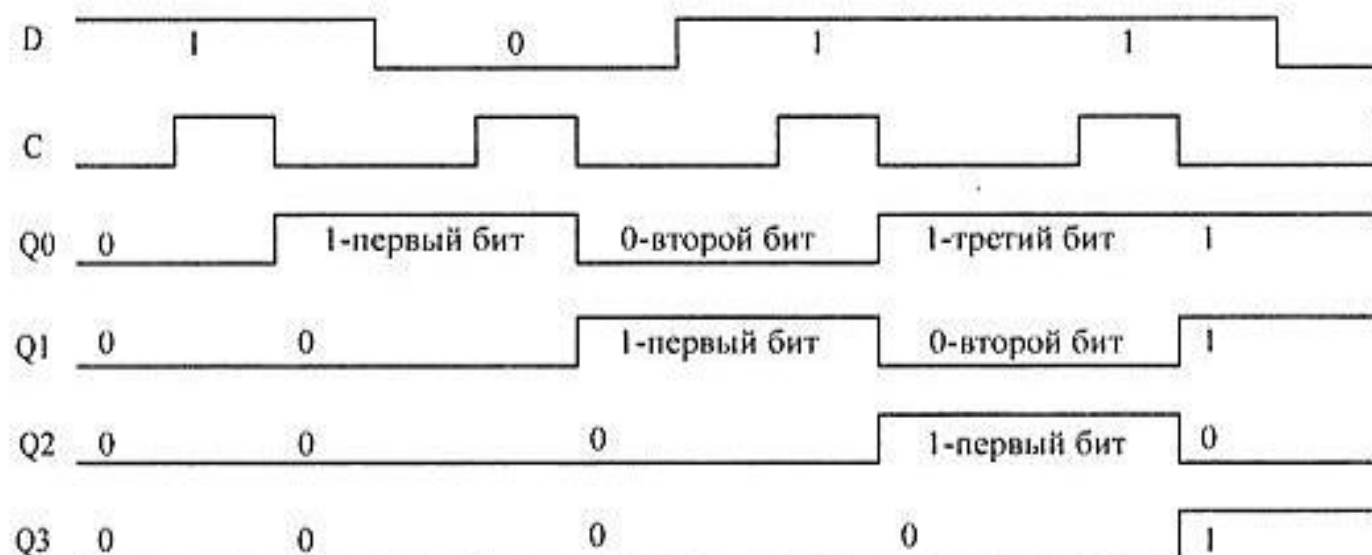 D 1 0 1 1
C
Q0 0 1-первый бит 0-второй бит 1-третий бит 1
Q1 0 0 1-первый бит 0-второй бит 1
Q2 0 0 0 1-первый бит 0
Q3 0 0 0 0 1